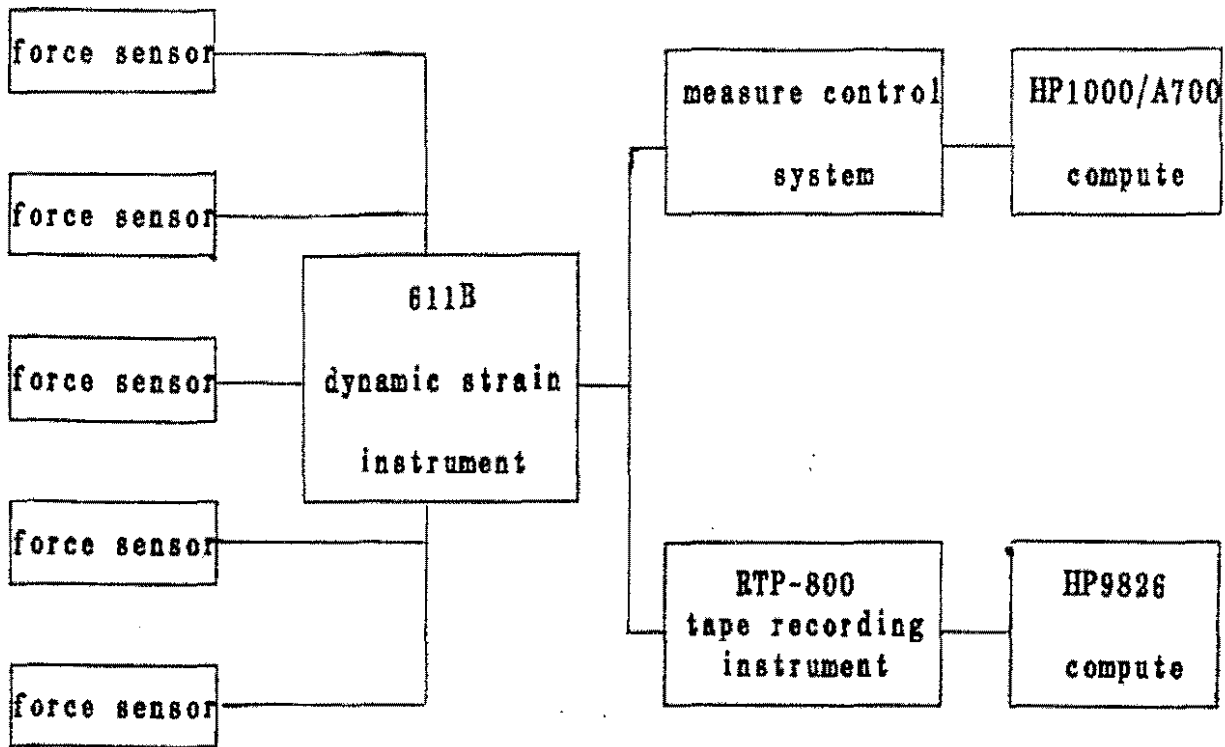 force sensor
force sensor
force sensor
force sensor
force sensor
611B
dynamic strain
instrument
measure control
system
HP1000/A700
compute
RTP-800
tape recording
instrument
HP9826
compute